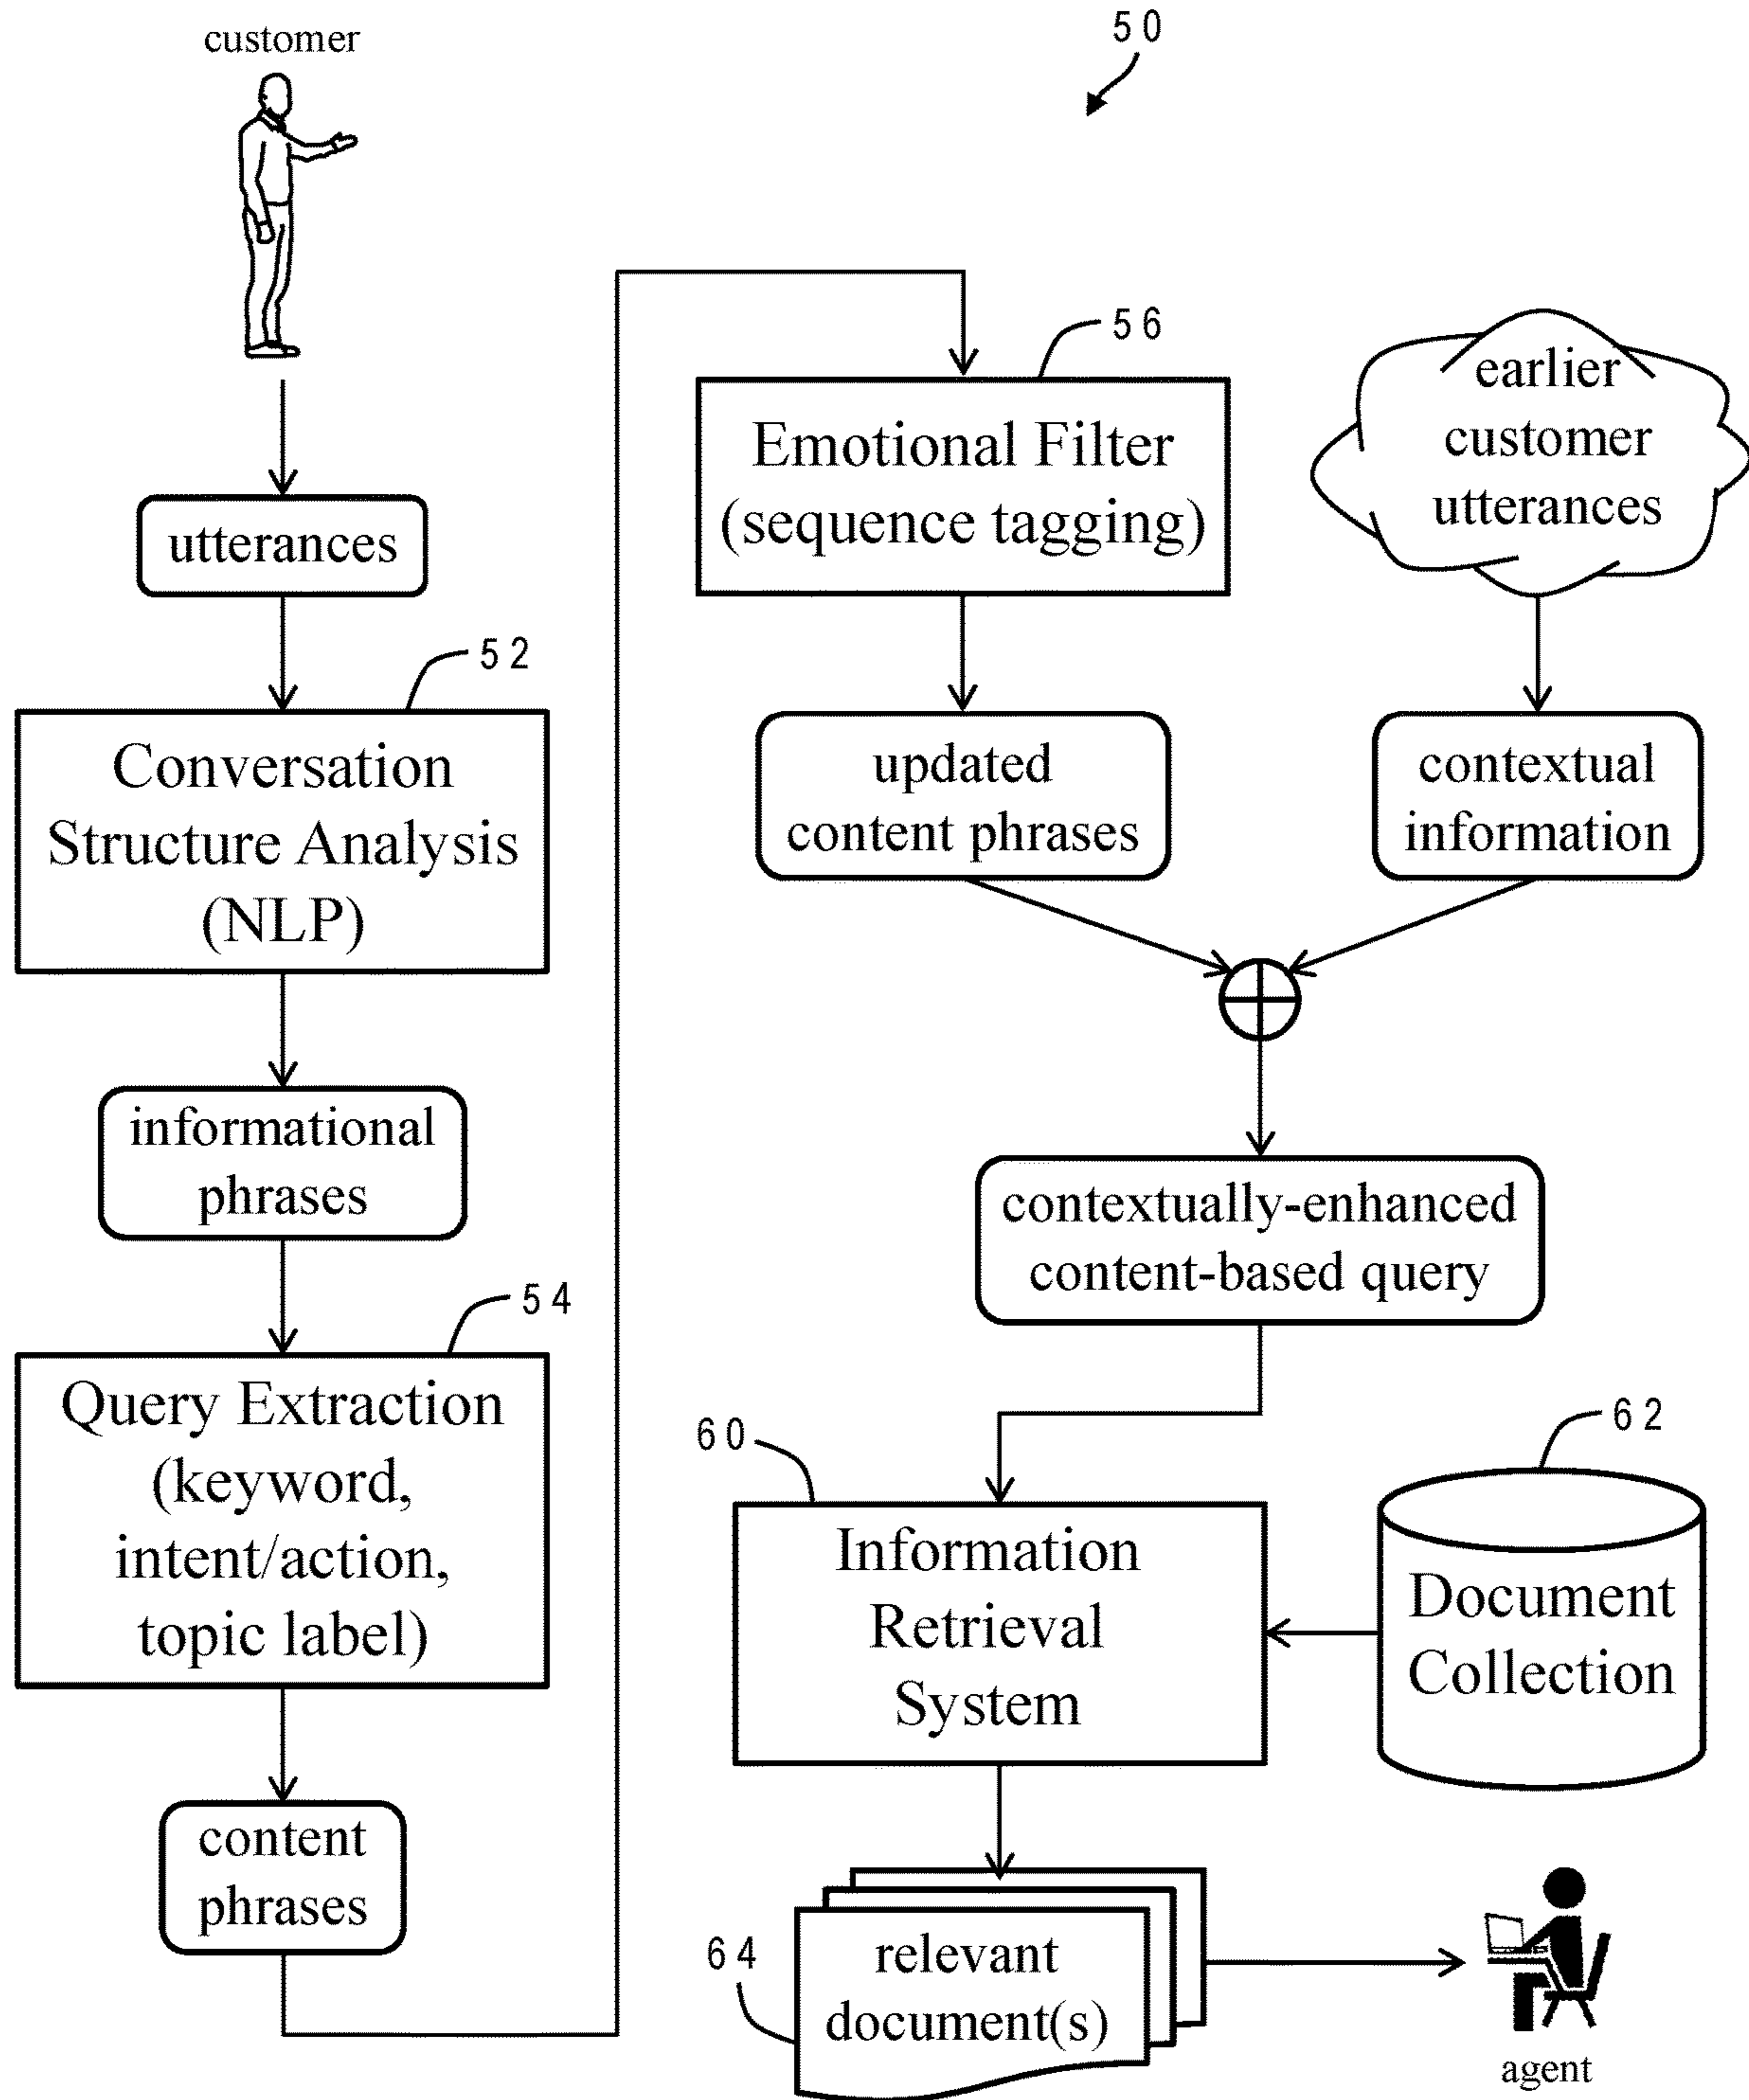 customer
50
utterances
52
Conversation
Structure Analysis
(NLP)
informational
phrases
54
Query Extraction
(keyword,
intent/action,
topic label)
content
phrases
56
Emotional Filter
(sequence tagging)
earlier
customer
utterances
updated
content phrases
contextual
information
contextually-enhanced
content-based query
60
Information
Retrieval
System
62
Document
Collection
64
relevant
document(s)
agent